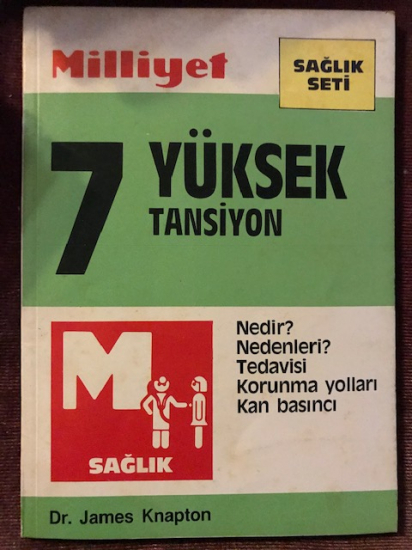 Milliyet
SAĞLIK
SETİ
7
YÜKSEK
TANSİYON
Nedir?
Nedenleri?
Tedavisi
Korunma yolları
Kan basıncı
M
SAĞLIK
Dr. James Knapton